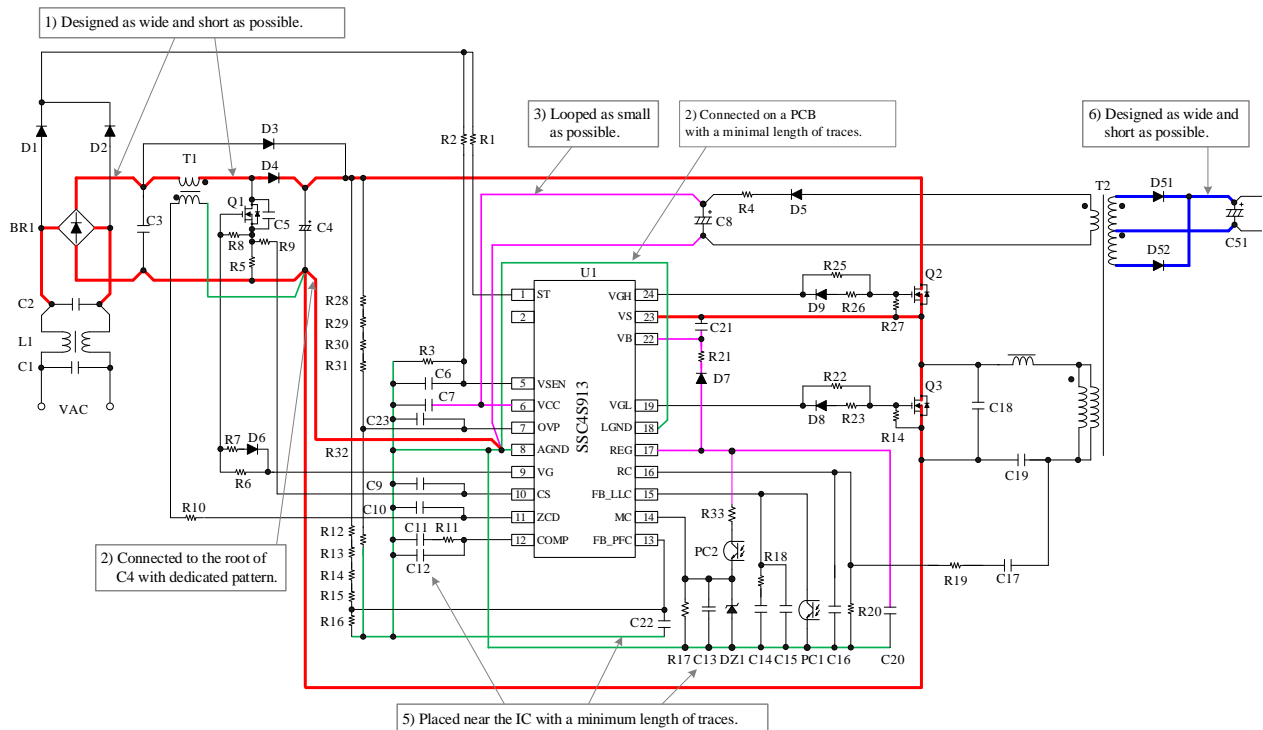 1) Designed as wide and short as possible.
3) Looped as small
as possible.
2) Connected on a PCB
with a minimal length of traces.
6) Designed as wide and
short as possible.
D1
D2
D3
R2
R1
T1
D4
Q1
C5
C3
R8
R9
R5
C4
BR1
C2
L1
C1
VAC
R4
D5
C8
T2
D51
D52
C51
U1
SSC4S913
1
ST
2
5
VSEN
6
VCC
7
OVP
8
AGND
9
VG
10
CS
11
ZCD
12
COMP
VGH
24
VS
23
VB
22
VGL
19
LGND
18
REG
17
RC
16
FB_LLC
15
MC
14
FB_PFC
13
R28
R29
R30
R31
R3
C6
C7
C23
R32
R7
D6
R6
R10
C9
C10
C11
R11
C12
R12
R13
R14
R15
R16
C22
R25
D9
R26
R27
Q2
C21
R21
D7
R22
D8
R23
R14
Q3
C18
C19
R33
PC2
R18
R20
R19
C17
R17
C13
DZ1
C14
C15
PC1
C16
C20
2) Connected to the root of
C4 with dedicated pattern.
5) Placed near the IC with a minimum length of traces.